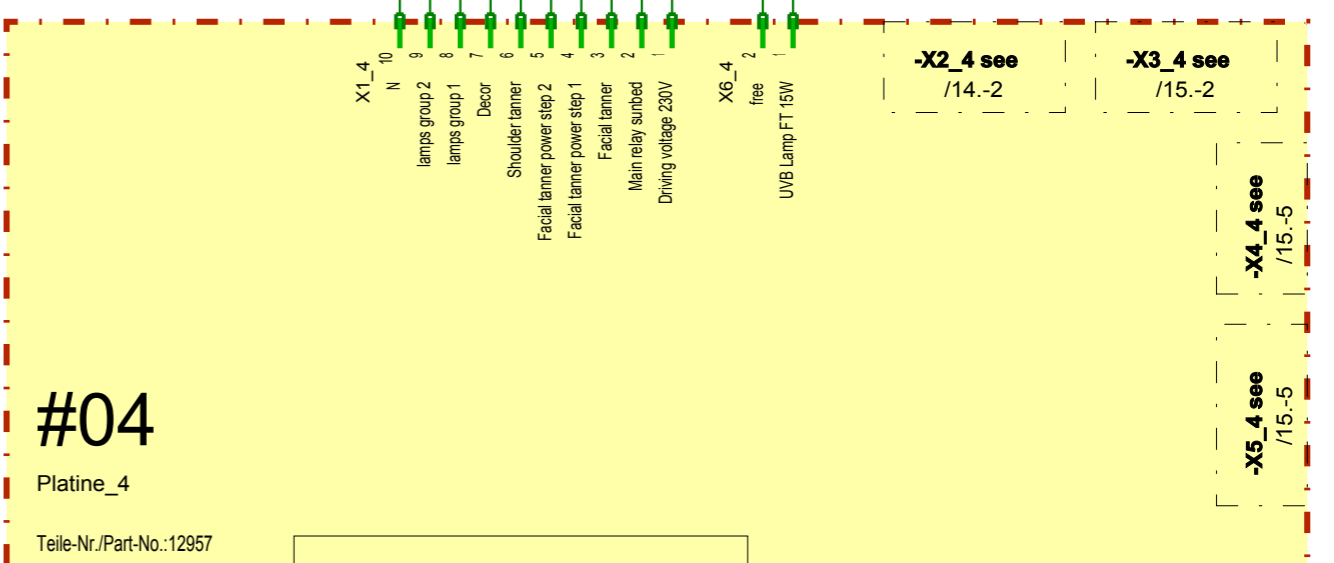 X1_4
10
N
9
lamps group 2
8
lamps group 1
7
Decor
6
Shoulder tanner
5
Facial tanner power step 2
4
Facial tanner power step 1
3
Facial tanner
2
Main relay sunbed
1
Driving voltage 230V
X6_4
2
free
1
UVB Lamp FT 15W
-X2_4 see
/14.-2
-X3_4 see
/15.-2
-X4_4 see
/15.-5
-X5_4 see
/15.-5
#04
Platine_4
Teile-Nr./Part-No.:12957